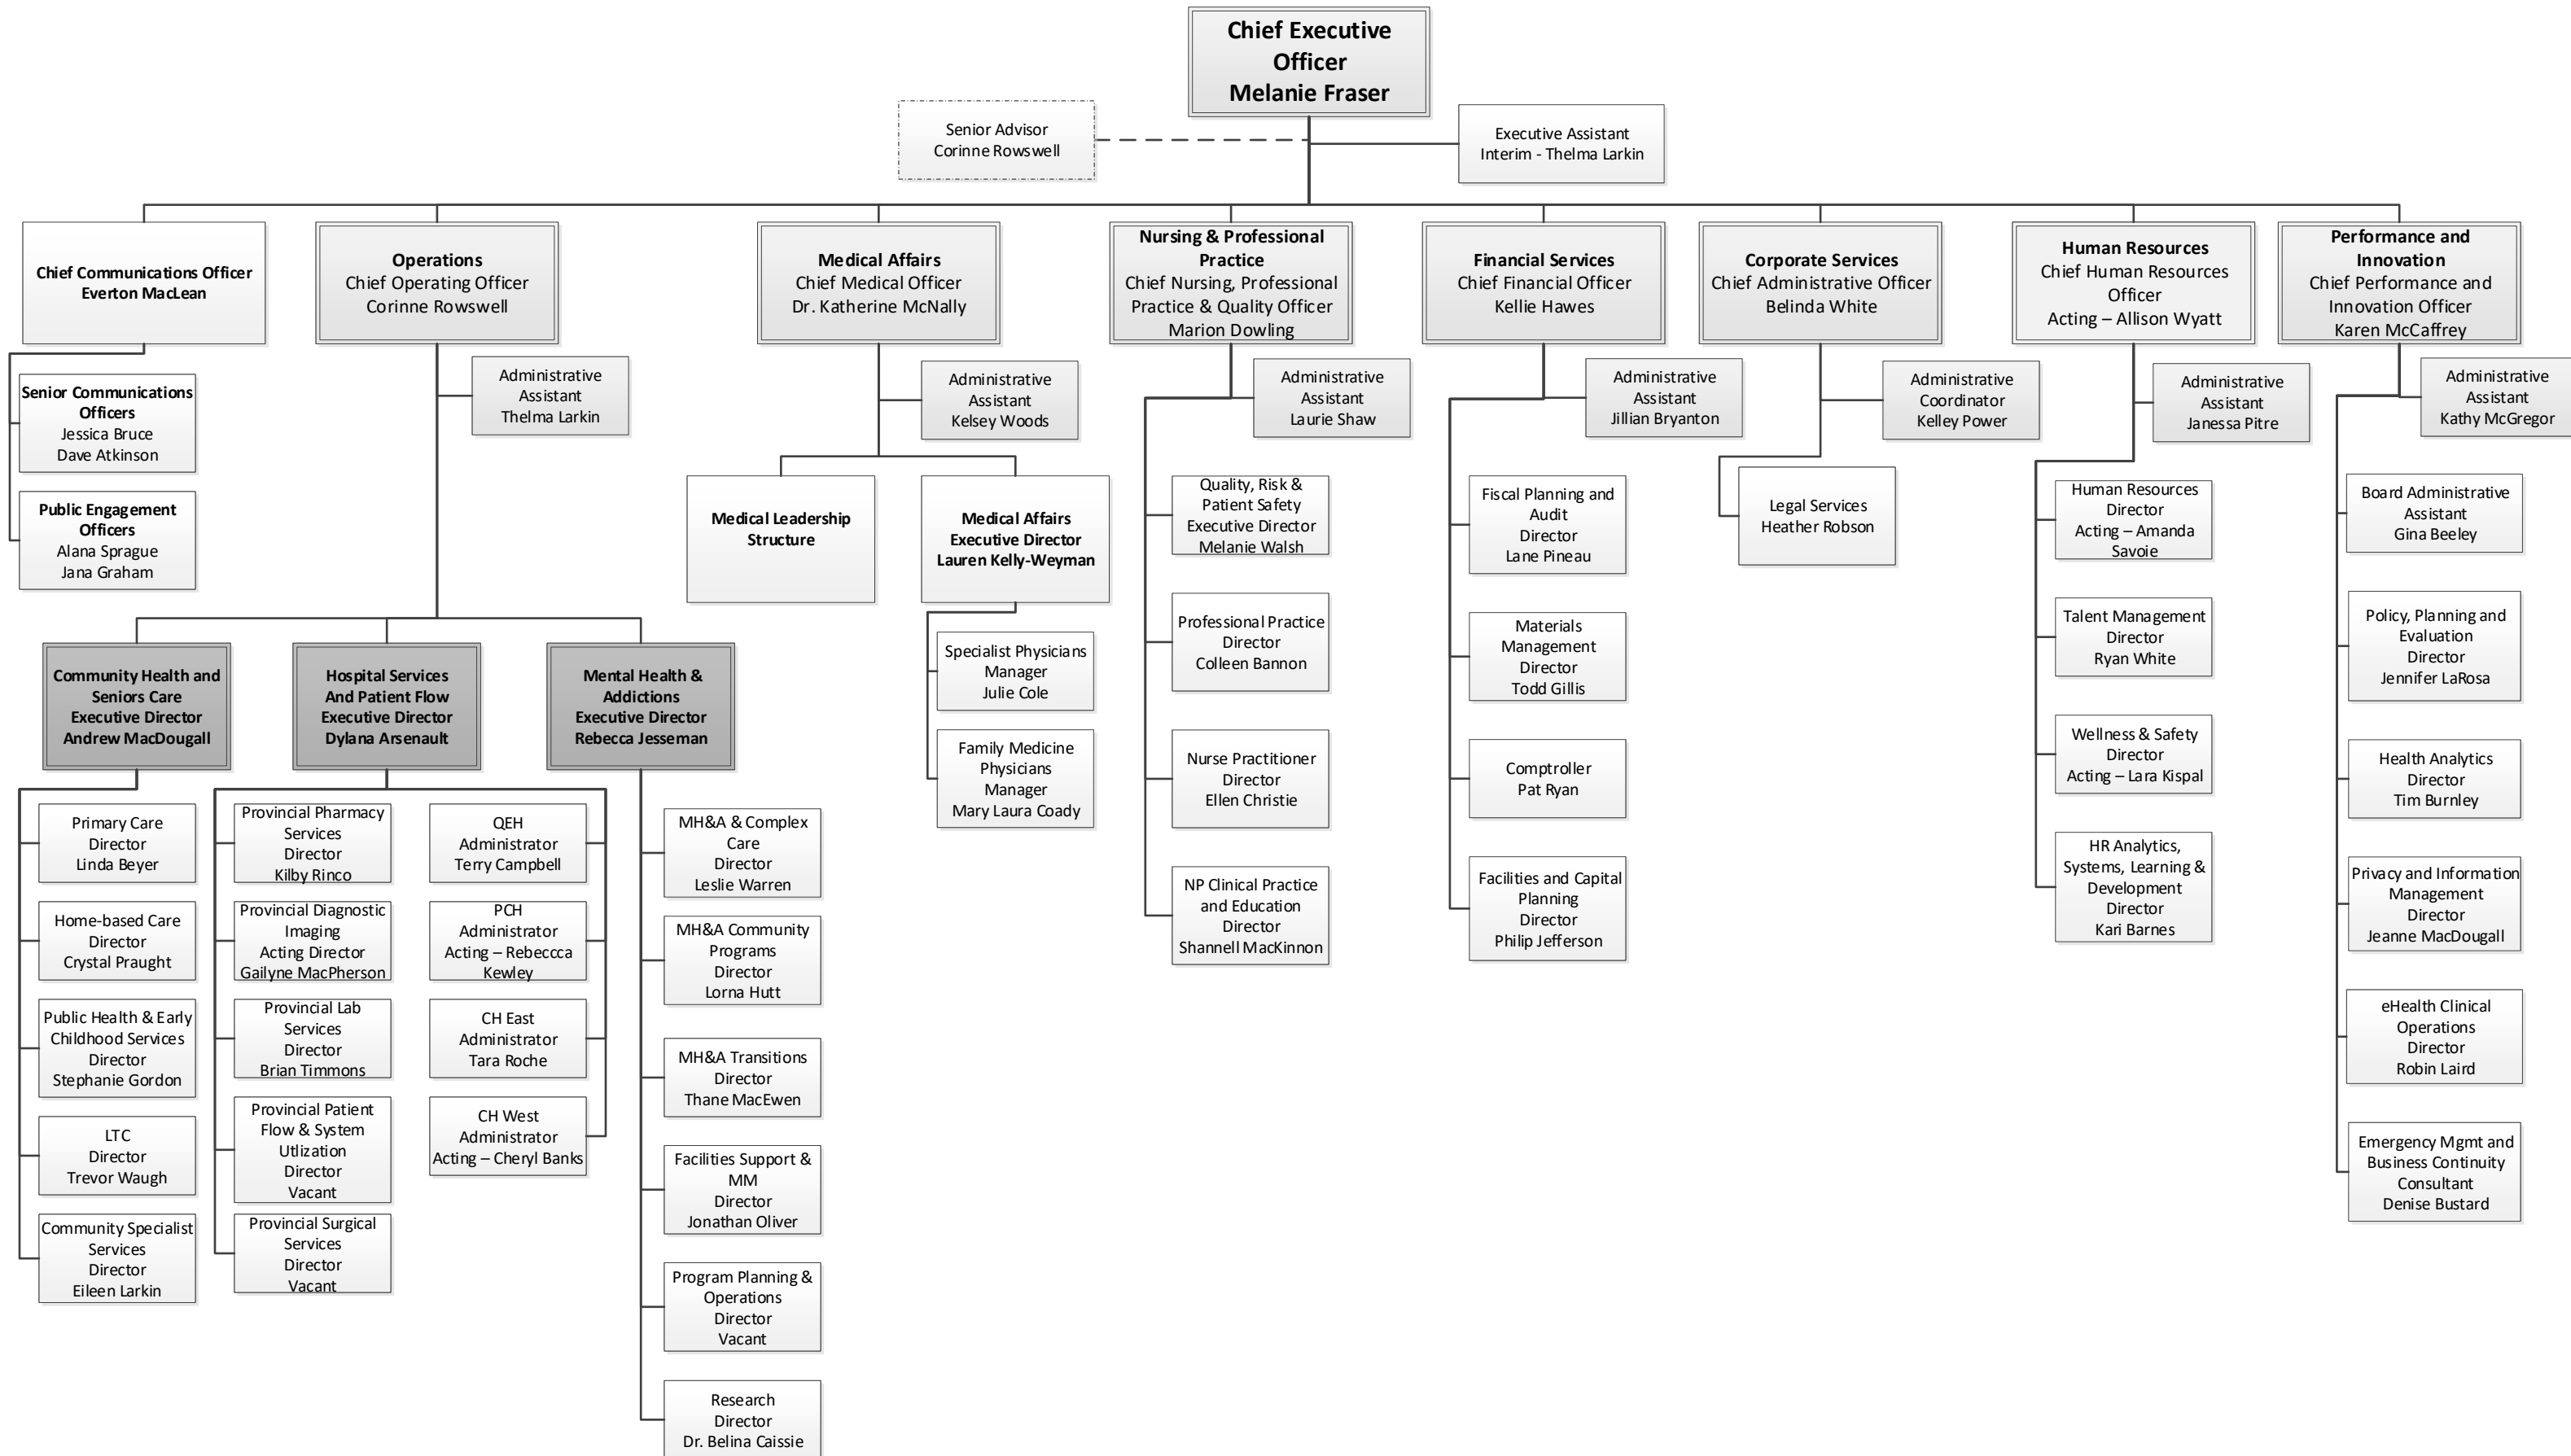 Chief Executive
Officer
Melanie Fraser
Senior Advisor
Corinne Rowswell
Executive Assistant
Interim - Thelma Larkin
Chief Communications Officer
Everton MacLean
Operations
Chief Operating Officer
Corinne Rowswell
Medical Affairs
Chief Medical Officer
Dr. Katherine McNally
Nursing & Professional
Practice
Chief Nursing, Professional
Practice & Quality Officer
Marion Dowling
Financial Services
Chief Financial Officer
Kellie Hawes
Corporate Services
Chief Administrative Officer
Belinda White
Human Resources
Chief Human Resources
Officer
Acting – Allison Wyatt
Performance and
Innovation
Chief Performance and
Innovation Officer
Karen McCaffrey
Senior Communications
Officers
Jessica Bruce
Dave Atkinson
Public Engagement
Officers
Alana Sprague
Jana Graham
Administrative
Assistant
Thelma Larkin
Administrative
Assistant
Kelsey Woods
Administrative
Assistant
Laurie Shaw
Administrative
Assistant
Jillian Bryanton
Administrative
Coordinator
Kelley Power
Administrative
Assistant
Janessa Pitre
Administrative
Assistant
Kathy McGregor
Medical Leadership
Structure
Medical Affairs
Executive Director
Lauren Kelly-Weyman
Specialist Physicians
Manager
Julie Cole
Family Medicine
Physicians
Manager
Mary Laura Coady
Quality, Risk &
Patient Safety
Executive Director
Melanie Walsh
Professional Practice
Director
Colleen Bannon
Nurse Practitioner
Director
Ellen Christie
NP Clinical Practice
and Education
Director
Shannell MacKinnon
Fiscal Planning and
Audit
Director
Lane Pineau
Materials
Management
Director
Todd Gillis
Comptroller
Pat Ryan
Facilities and Capital
Planning
Director
Philip Jefferson
Legal Services
Heather Robson
Human Resources
Director
Acting – Amanda
Savoie
Talent Management
Director
Ryan White
Wellness & Safety
Director
Acting – Lara Kispal
HR Analytics,
Systems, Learning &
Development
Director
Kari Barnes
Board Administrative
Assistant
Gina Beeley
Policy, Planning and
Evaluation
Director
Jennifer LaRosa
Health Analytics
Director
Tim Burnley
Privacy and Information
Management
Director
Jeanne MacDougall
eHealth Clinical
Operations
Director
Robin Laird
Emergency Mgmt and
Business Continuity
Consultant
Denise Bustard
Community Health and
Seniors Care
Executive Director
Andrew MacDougall
Hospital Services
And Patient Flow
Executive Director
Dylana Arsenault
Mental Health &
Addictions
Executive Director
Rebecca Jesseman
Primary Care
Director
Linda Beyer
Home-based Care
Director
Crystal Praught
Public Health & Early
Childhood Services
Director
Stephanie Gordon
LTC
Director
Trevor Waugh
Community Specialist
Services
Director
Eileen Larkin
Provincial Pharmacy
Services
Director
Kilby Rinco
Provincial Diagnostic
Imaging
Acting Director
Gailyne MacPherson
Provincial Lab
Services
Director
Brian Timmons
Provincial Patient
Flow & System
Utlization
Director
Vacant
Provincial Surgical
Services
Director
Vacant
QEH
Administrator
Terry Campbell
PCH
Administrator
Acting – Rebeccca
Kewley
CH East
Administrator
Tara Roche
CH West
Administrator
Acting – Cheryl Banks
MH&A & Complex
Care
Director
Leslie Warren
MH&A Community
Programs
Director
Lorna Hutt
MH&A Transitions
Director
Thane MacEwen
Facilities Support &
MM
Director
Jonathan Oliver
Program Planning &
Operations
Director
Vacant
Research
Director
Dr. Belina Caissie